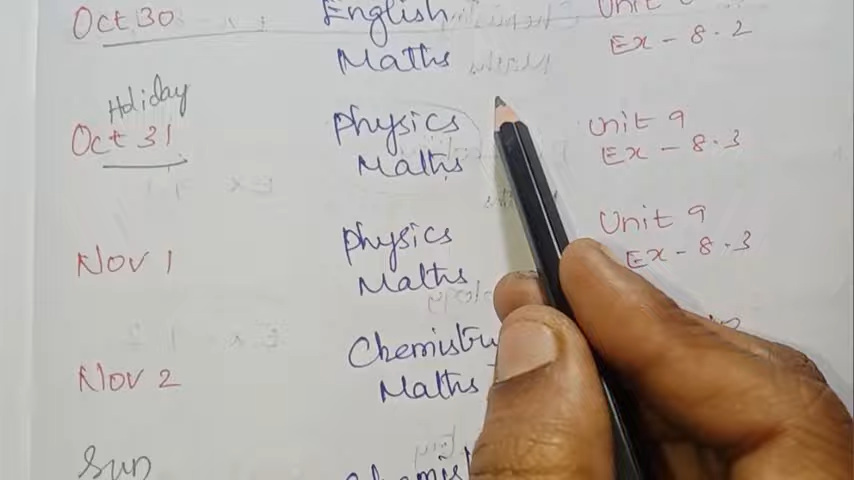 Oct 30 English Unit
Maths Ex - 8.2
Holiday
Oct 31 Physics Unit 9
Maths Ex - 8.3
Nov 1 Physics Unit 9
Maths Ex - 8.3
Nov 2 Chemistry
Maths
Sun